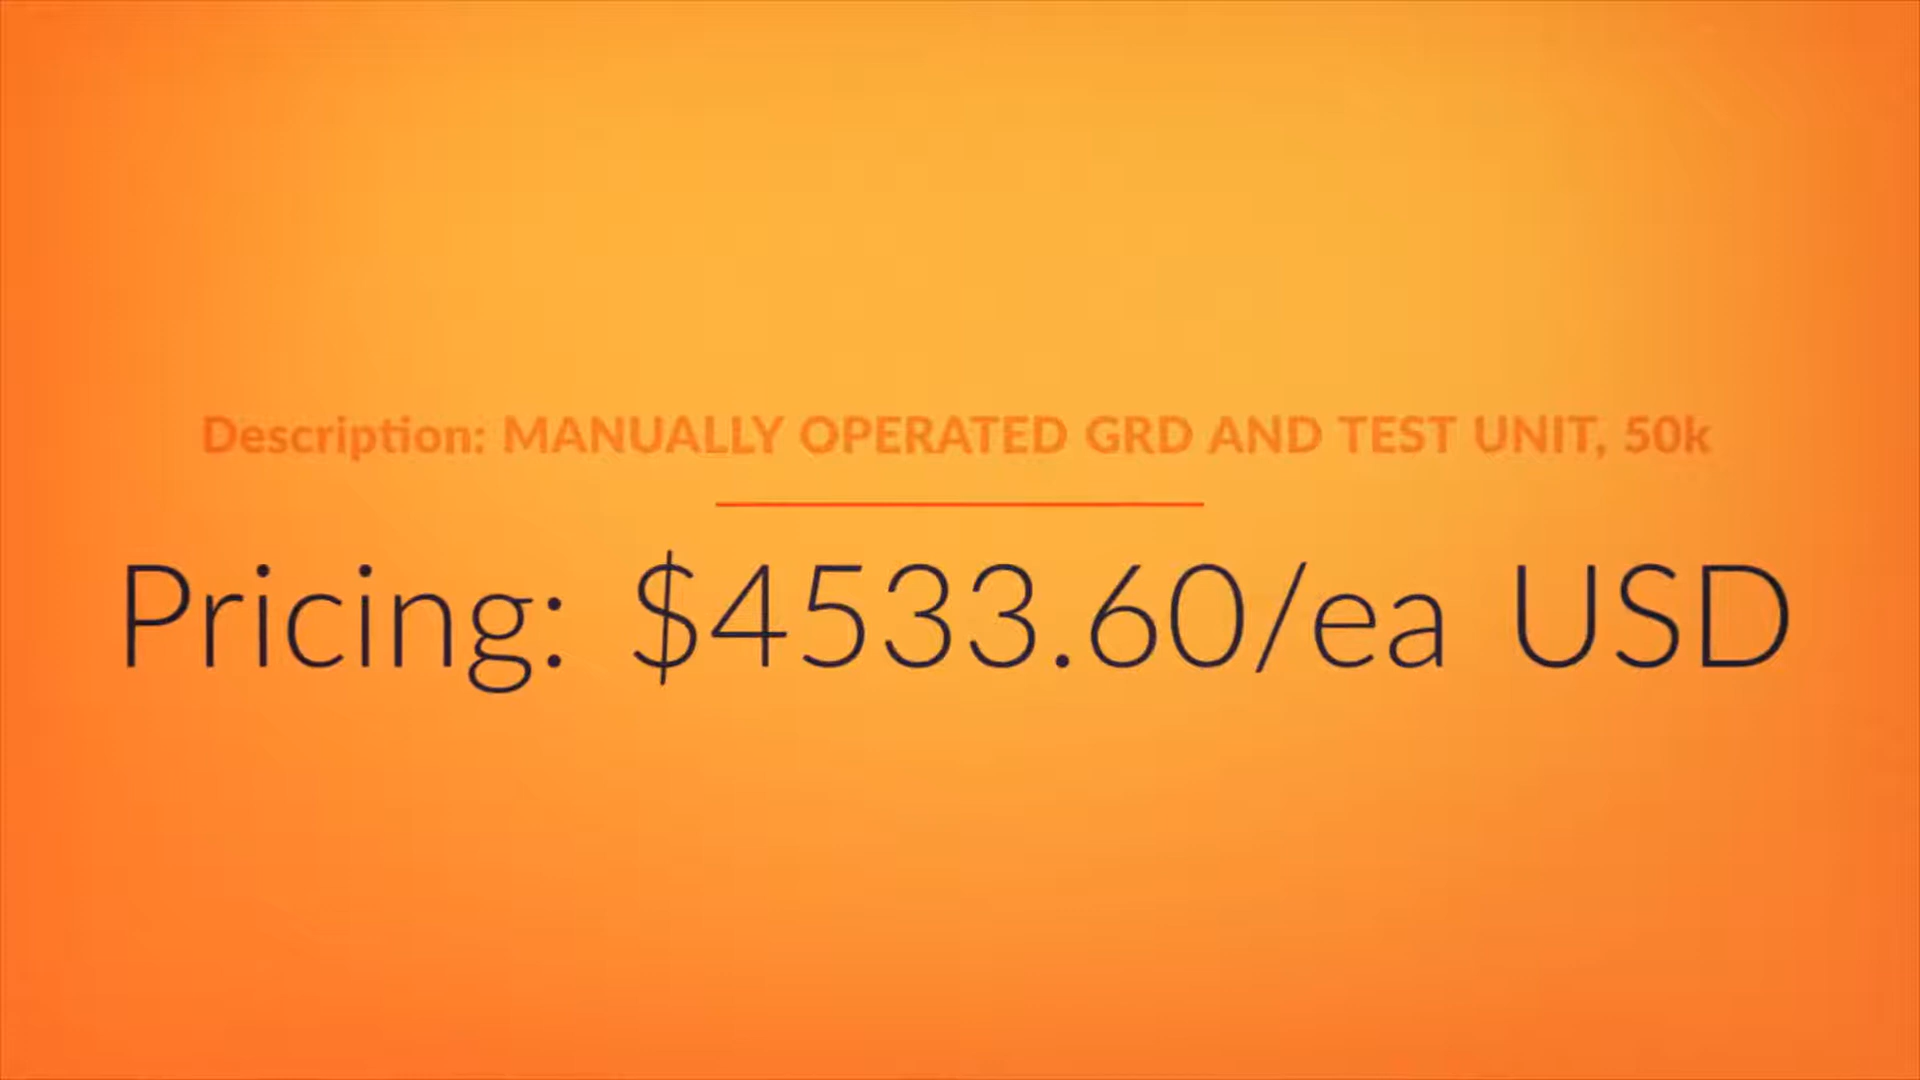 Description: MANUALLY OPERATED GRD AND TEST UNIT, 50k
Pricing: $4533.60/ea USD